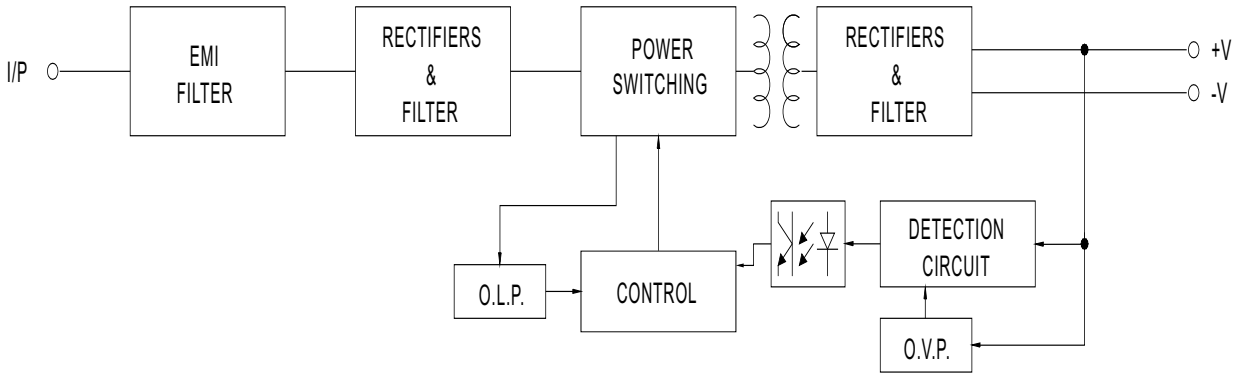 I/P
EMI
FILTER
RECTIFIERS
&
FILTER
POWER
SWITCHING
RECTIFIERS
&
FILTER
+V
-V
O.L.P.
CONTROL
DETECTION
CIRCUIT
O.V.P.